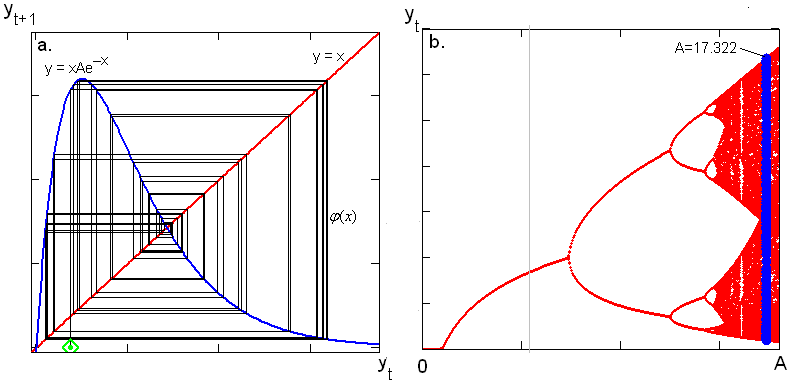 y_{t+1}
a.
y = xAe^{-x}
y = x
φ(x)
y_t
y_t
b.
A=17.322
0
A